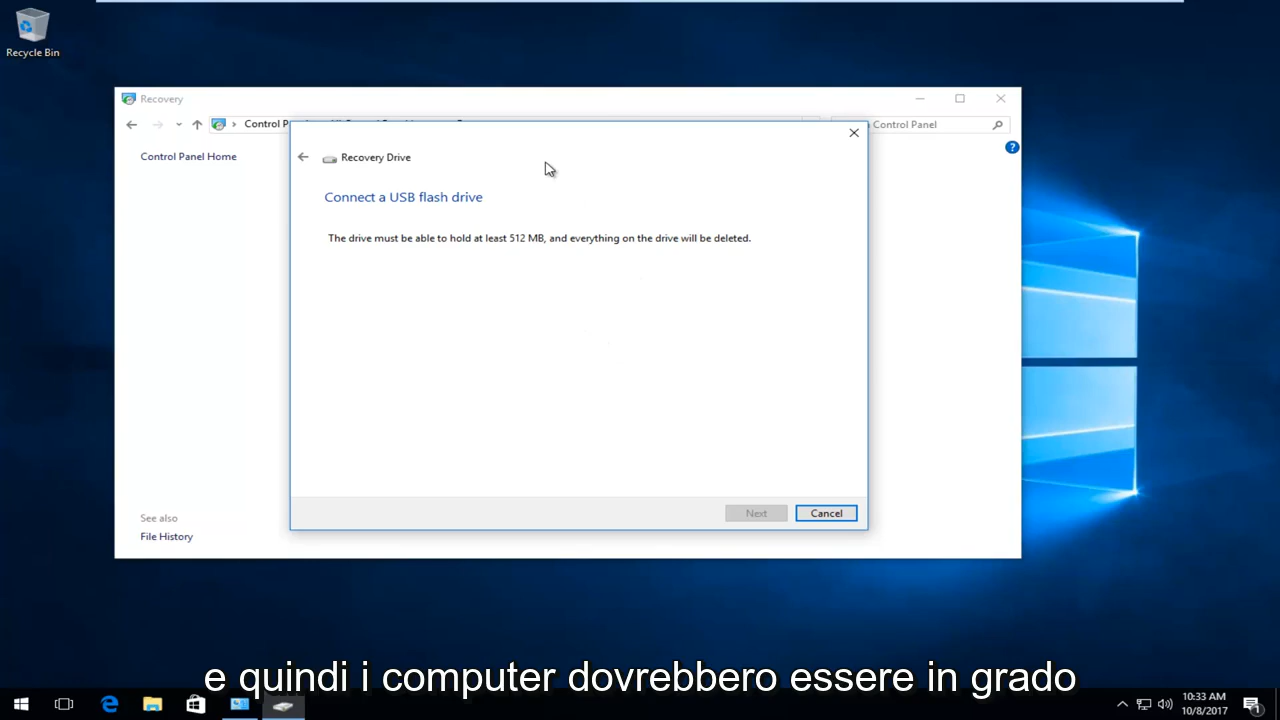 Recycle Bin
Recovery
Control P
Control Panel
Control Panel Home
Recovery Drive
Connect a USB flash drive
The drive must be able to hold at least 512 MB, and everything on the drive will be deleted.
Next
Cancel
See also
File History
e quindi i computer dovrebbero essere in grado
10:33 AM
10/8/2017
1